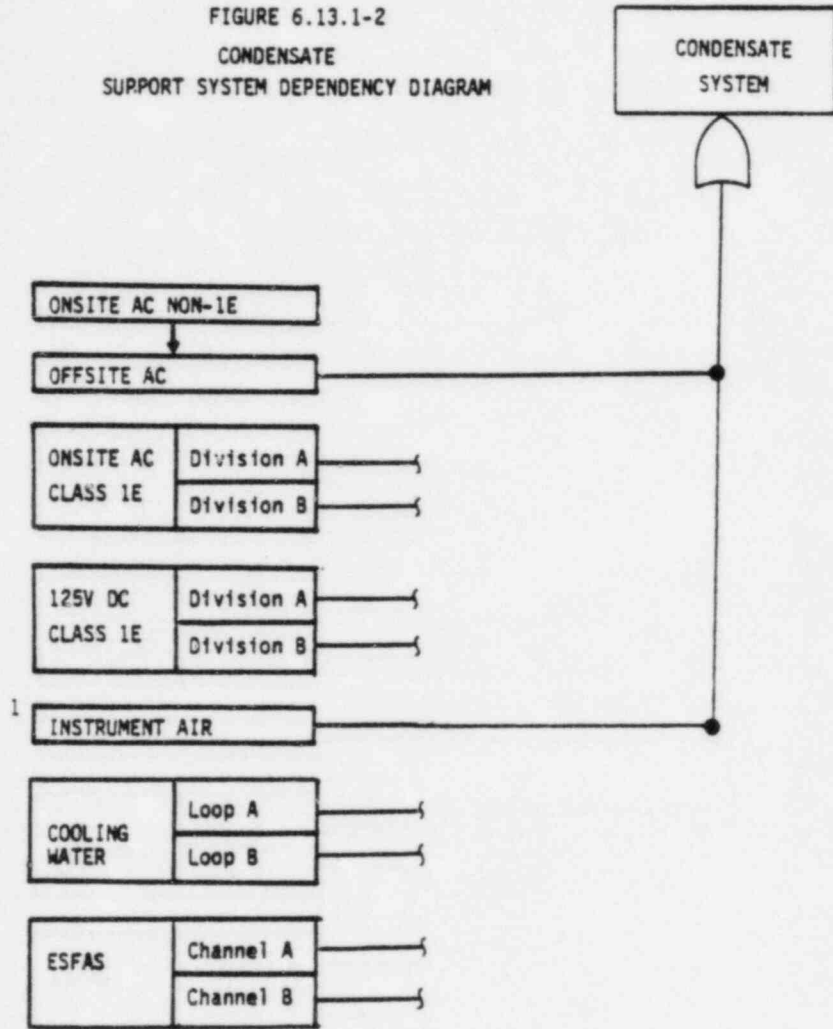 FIGURE 6.13.1-2
CONDENSATE
SUPPORT SYSTEM DEPENDENCY DIAGRAM
CONDENSATE
SYSTEM
ONSITE AC NON-1E
OFFSITE AC
ONSITE AC
CLASS 1E
Division A
Division B
125V DC
CLASS 1E
Division A
Division B
1
INSTRUMENT AIR
COOLING
WATER
Loop A
Loop B
ESFAS
Channel A
Channel B